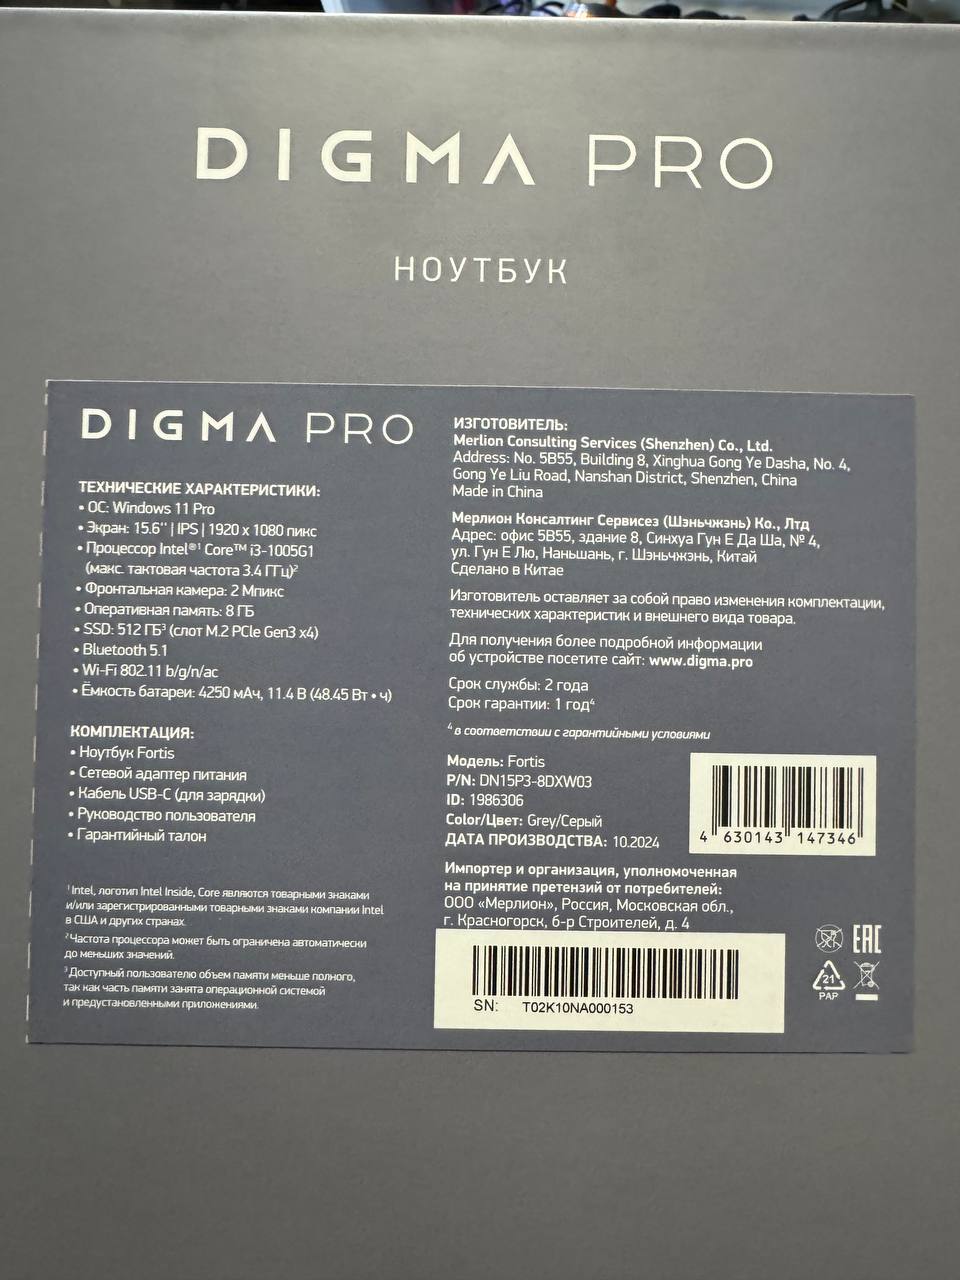 DIGMA PRO
НОУТБУК
DIGMA PRO
ТЕХНИЧЕСКИЕ ХАРАКТЕРИСТИКИ:
• ОС: Windows 11 Pro
• Экран: 15.6'' | IPS | 1920 x 1080 пикс
• Процессор Intel®¹ Core™ i3-1005G1
(макс. тактовая частота 3.4 ГГц)²
• Фронтальная камера: 2 Мпикс
• Оперативная память: 8 ГБ
• SSD: 512 ГБ³ (слот M.2 PCIe Gen3 x4)
• Bluetooth 5.1
• Wi-Fi 802.11 b/g/n/ac
• Ёмкость батареи: 4250 мАч, 11.4 В (48.45 Вт • ч)
КОМПЛЕКТАЦИЯ:
• Ноутбук Fortis
• Сетевой адаптер питания
• Кабель USB-C (для зарядки)
• Руководство пользователя
• Гарантийный талон
¹ Intel, логотип Intel Inside, Core являются товарными знаками
и/или зарегистрированными товарными знаками компании Intel
в США и других странах.
² Частота процессора может быть ограничена автоматически
до меньших значений.
³ Доступный пользователю объем памяти меньше полного,
так как часть памяти занята операционной системой
и предустановленными приложениями.
ИЗГОТОВИТЕЛЬ:
Merlion Consulting Services (Shenzhen) Co., Ltd.
Address: No. 5B55, Building 8, Xinghua Gong Ye Dasha, No. 4,
Gong Ye Liu Road, Nanshan District, Shenzhen, China
Made in China
Мерлион Консалтинг Сервисез (Шэньчжэнь) Ко., Лтд
Адрес: офис 5B55, здание 8, Синхуа Гун Е Да Ша, № 4,
ул. Гун Е Лю, Наньшань, г. Шэньчжэнь, Китай
Сделано в Китае
Изготовитель оставляет за собой право изменения комплектации,
технических характеристик и внешнего вида товара.
Для получения более подробной информации
об устройстве посетите сайт: www.digma.pro
Срок службы: 2 года
Срок гарантии: 1 год⁴
⁴ в соответствии с гарантийными условиями
Модель: Fortis
P/N: DN15P3-8DXW03
ID: 1986306
Color/Цвет: Grey/Серый
ДАТА ПРОИЗВОДСТВА: 10.2024
4 630143 147346
Импортер и организация, уполномоченная
на принятие претензий от потребителей:
ООО «Мерлион», Россия, Московская обл.,
г. Красногорск, б-р Строителей, д. 4
SN: T02K10NA000153
EAC
21
PAP